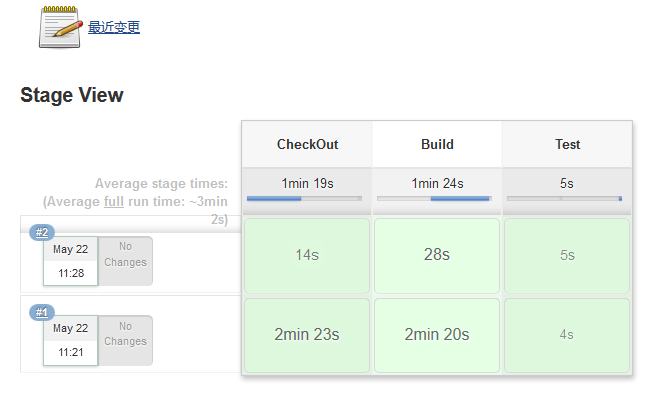 最近变更
Stage View
CheckOut Build Test
Average stage times:
(Average full run time: ~3min
2s)
1min 19s 1min 24s 5s
#2
May 22
11:28
No
Changes
14s 28s 5s
#1
May 22
11:21
No
Changes
2min 23s 2min 20s 4s